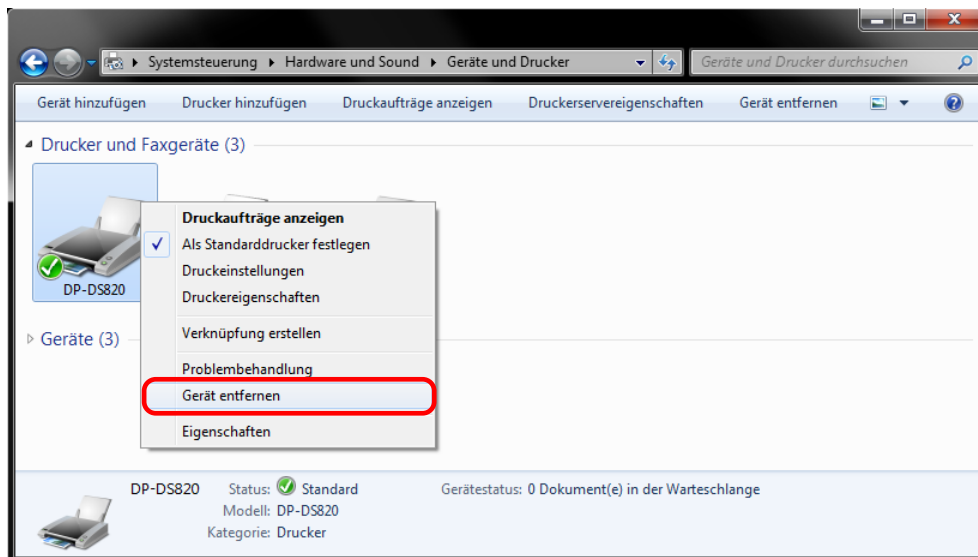 Systemsteuerung Hardware und Sound Geräte und Drucker Geräte und Drucker durchsuchen
Gerät hinzufügen Drucker hinzufügen Druckaufträge anzeigen Druckerservereigenschaften Gerät entfernen
Drucker und Faxgeräte (3)
DP-DS820
Druckaufträge anzeigen
Als Standarddrucker festlegen
Druckeinstellungen
Druckereigenschaften
Verknüpfung erstellen
Problembehandlung
Gerät entfernen
Eigenschaften
Geräte (3)
DP-DS820 Status: Standard Gerätestatus: 0 Dokument(e) in der Warteschlange
Modell: DP-DS820
Kategorie: Drucker